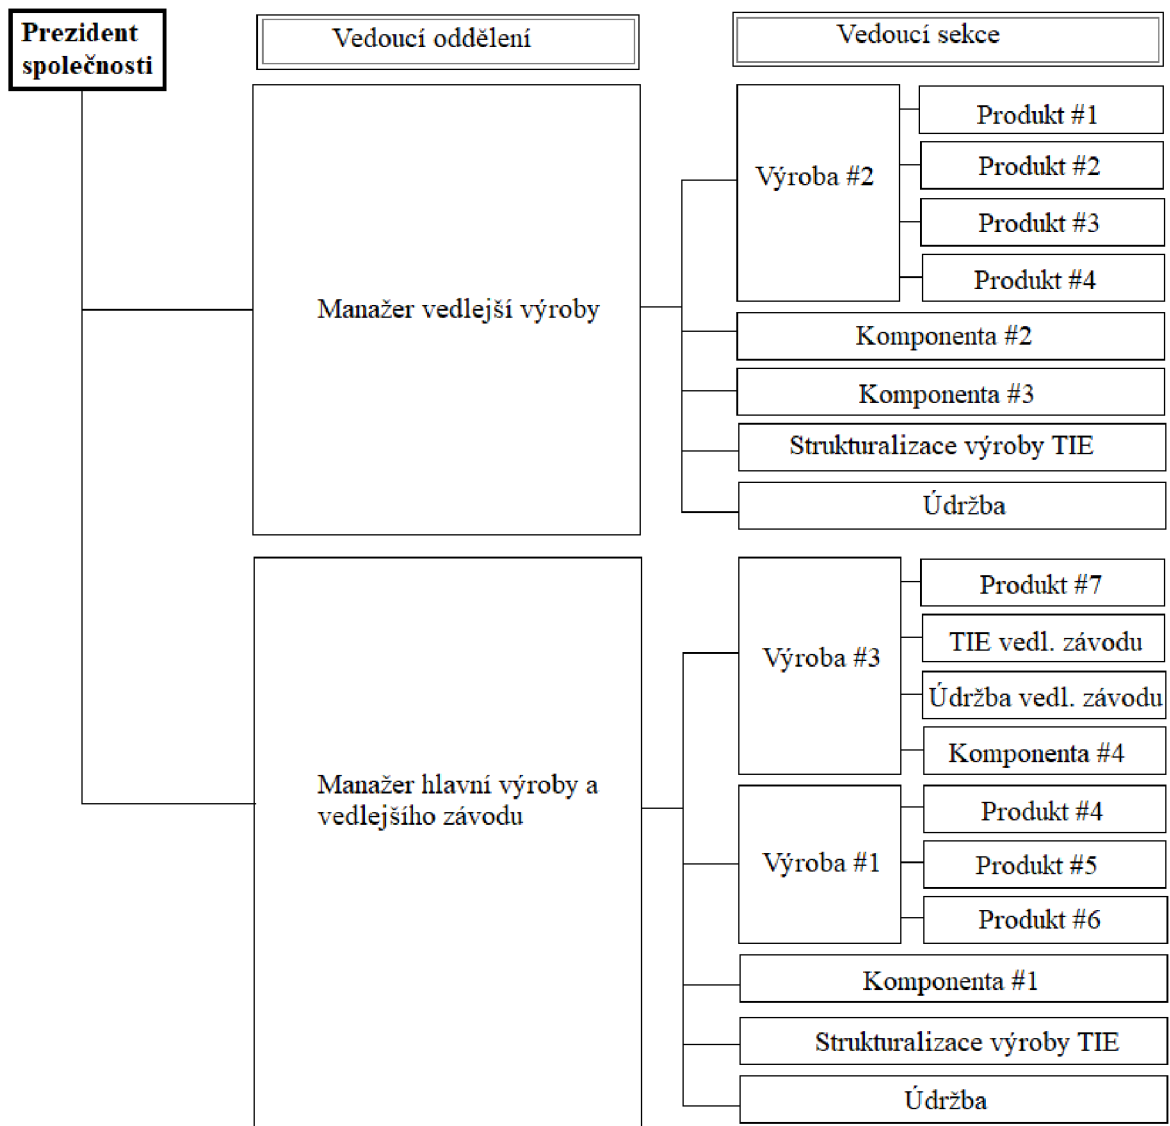 Prezident
společnosti
Vedoucí oddělení
Vedoucí sekce
Manažer vedlejší výroby
Výroba #2
Produkt #1
Produkt #2
Produkt #3
Produkt #4
Komponenta #2
Komponenta #3
Strukturalizace výroby TIE
Údržba
Manažer hlavní výroby a
vedlejšího závodu
Výroba #3
Produkt #7
TIE vedl. závodu
Údržba vedl. závodu
Komponenta #4
Výroba #1
Produkt #4
Produkt #5
Produkt #6
Komponenta #1
Strukturalizace výroby TIE
Údržba